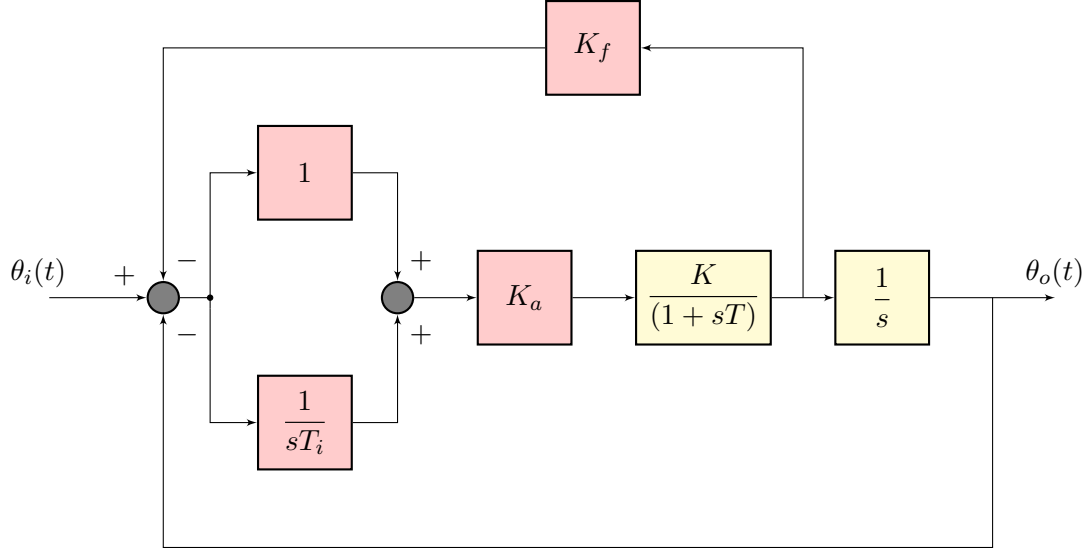 K_f
1
θ_i(t)
+
−
−
+
+
K_a
K
(1 + sT)
1
s
θ_o(t)
1
sT_i